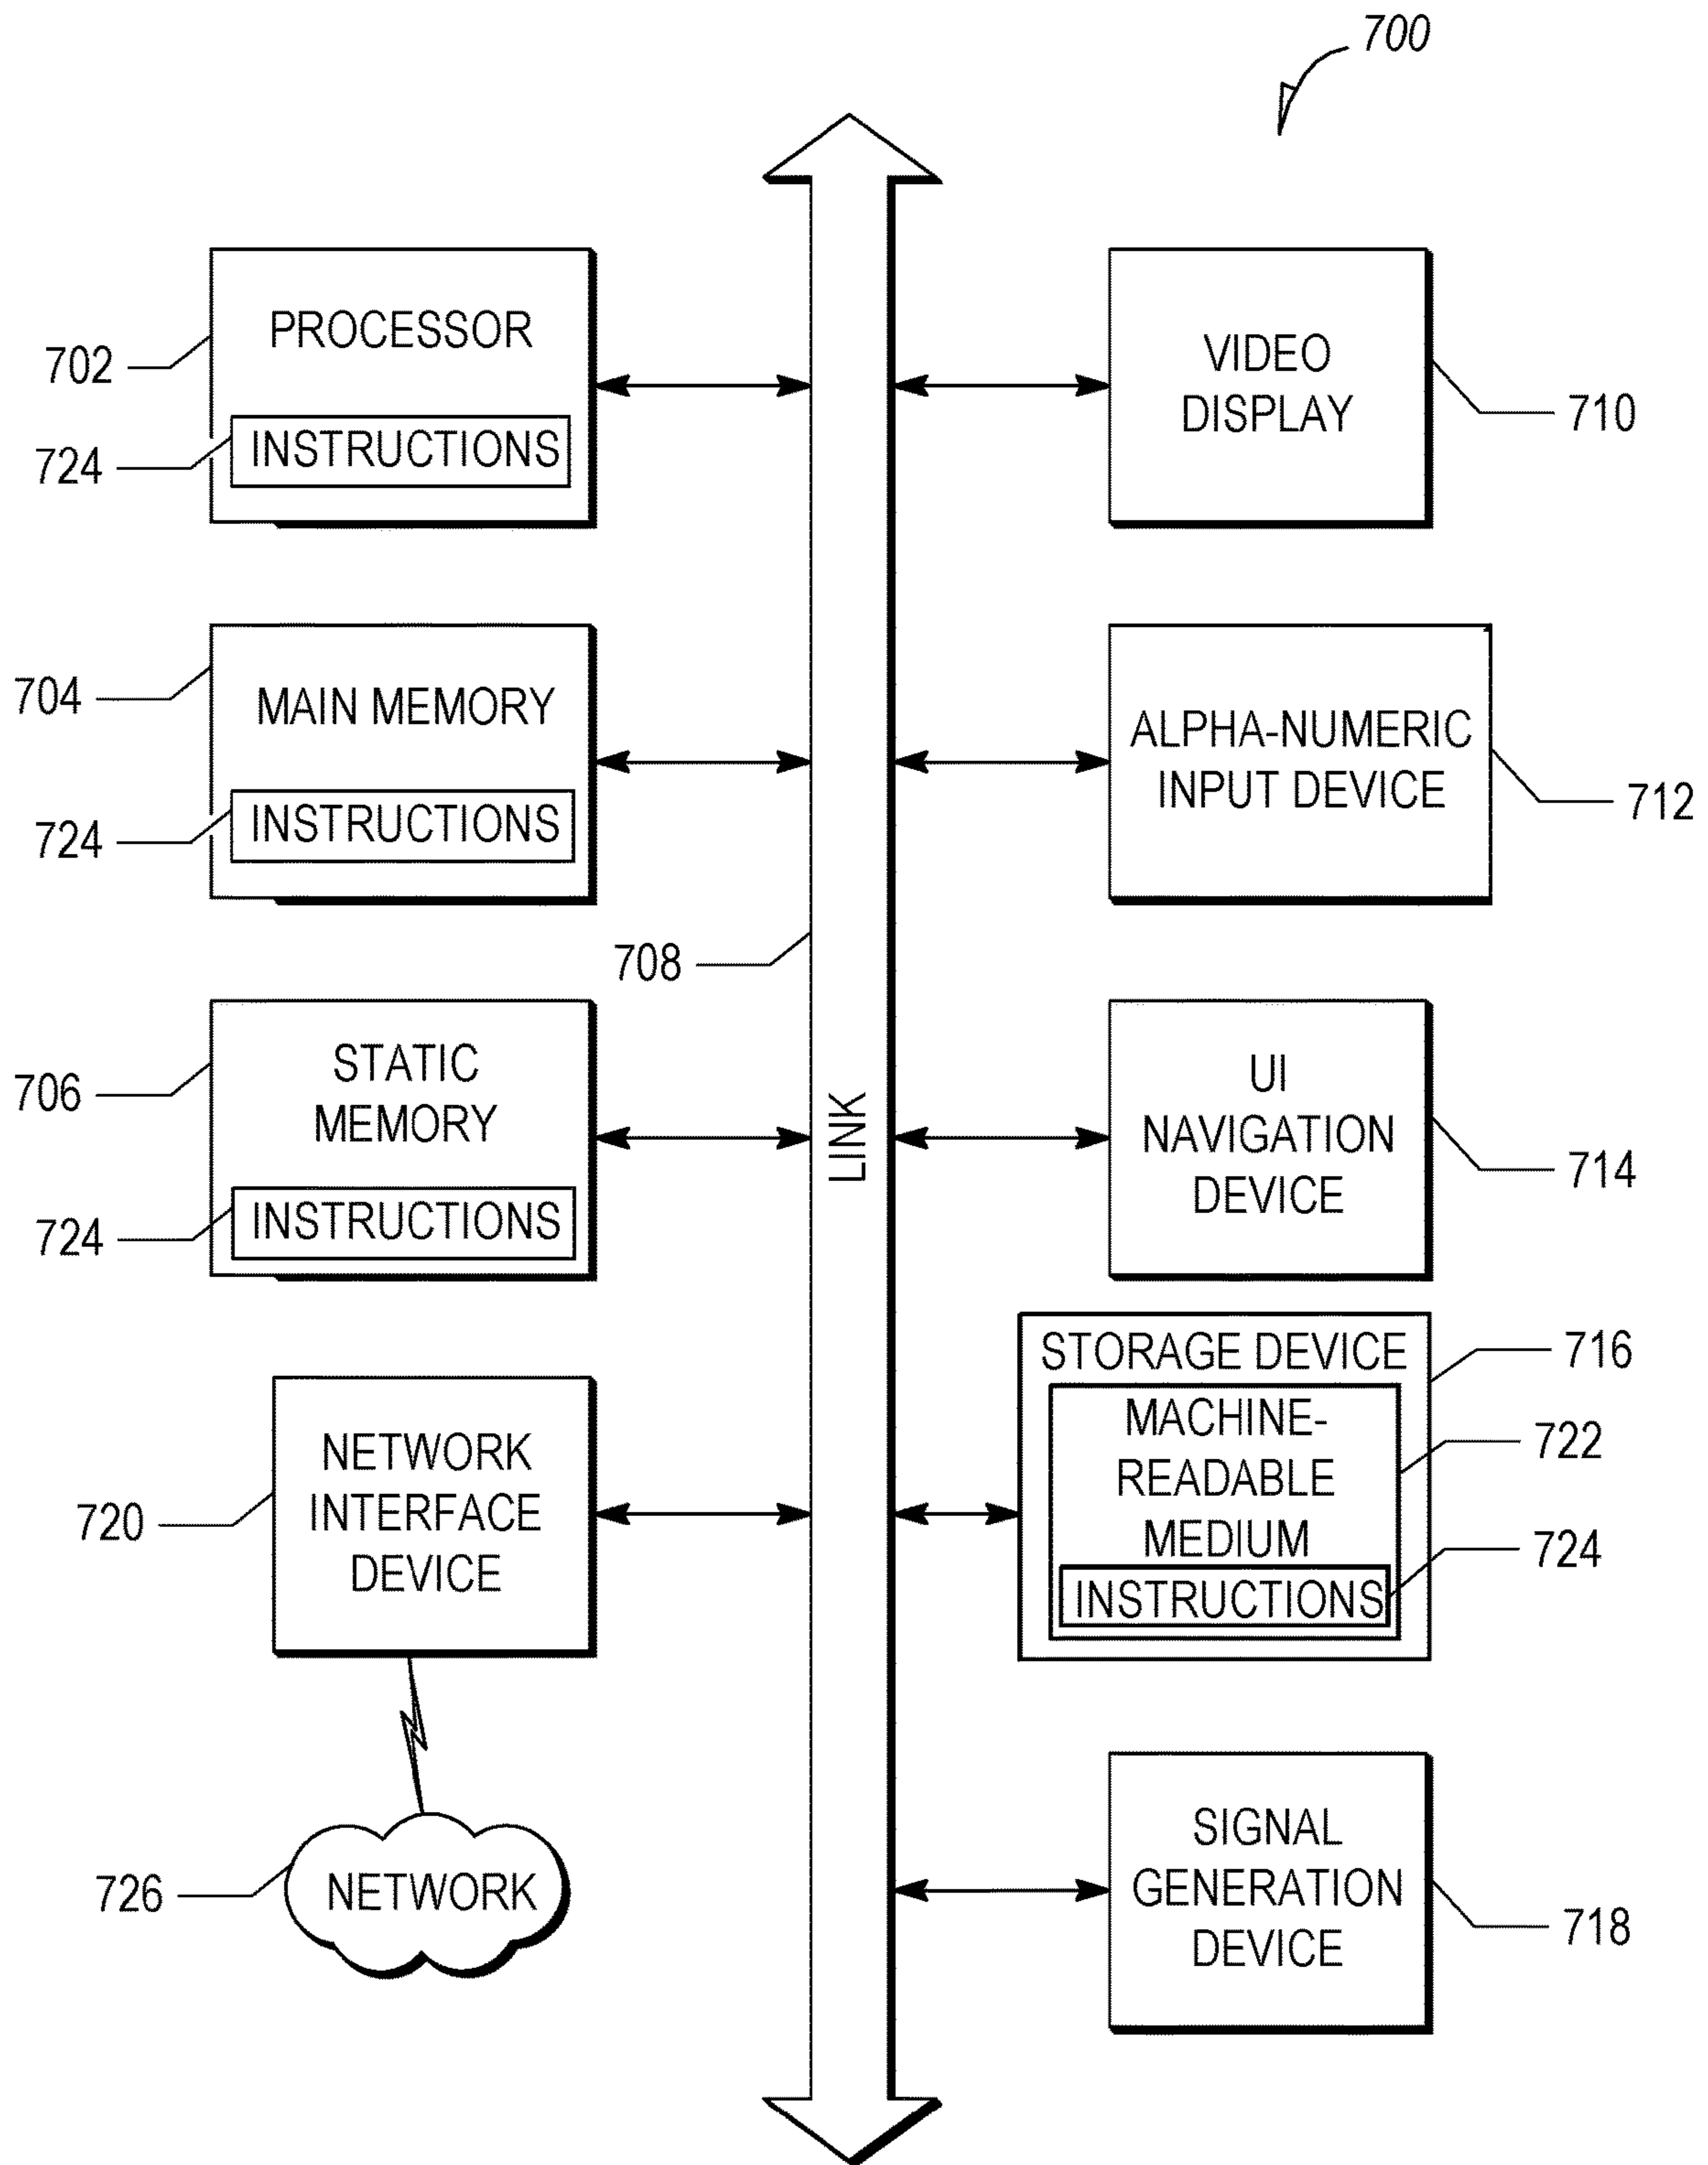 700
PROCESSOR
702
INSTRUCTIONS
724
MAIN MEMORY
704
INSTRUCTIONS
724
708
STATIC
MEMORY
706
INSTRUCTIONS
724
NETWORK
INTERFACE
DEVICE
720
NETWORK
726
LINK
VIDEO
DISPLAY
710
ALPHA-NUMERIC
INPUT DEVICE
712
UI
NAVIGATION
DEVICE
714
STORAGE DEVICE
716
MACHINE-
READABLE
MEDIUM
722
INSTRUCTIONS
724
SIGNAL
GENERATION
DEVICE
718